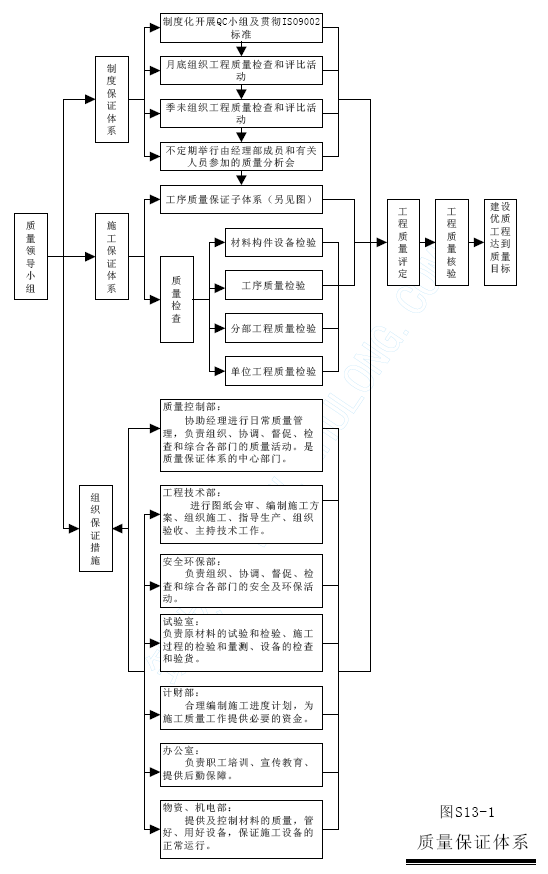 制度化开展QC小组及贯彻ISO9002
标准
月底组织工程质量检查和评比活
动
季末组织工程质量检查和评比活
动
不定期举行由经理部成员和有关
人员参加的质量分析会
制度保证体系
工序质量保证子体系（另见图）
质量领导小组
施工保证体系
质量检查
材料构件设备检验
工序质量检验
分部工程质量检验
单位工程质量检验
工程质量评定
工程质量核验
建设
优质
工程
达到
质量
目标
组织保证措施
质量控制部：
协助经理进行日常质量管
理，负责组织、协调、督促、检查
和综合各部门的质量活动。是
质量保证体系的中心部门。
工程技术部：
进行图纸会审、编制施工方
案、组织施工、指导生产、组织
验收、主持技术工作。
安全环保部：
负责组织、协调、督促、检
查和综合各部门的安全及环保活
动。
试验室：
负责原材料的试验和检验、施工
过程的检验和量测、设备的检查
和验货。
计财部：
合理编制施工进度计划，为
施工质量工作提供必要的资金。
办公室：
负责职工培训、宣传教育、
提供后勤保障。
物资、机电部：
提供及控制材料的质量，管
好、用好设备，保证施工设备的
正常运行。
图S13-1
质量保证体系